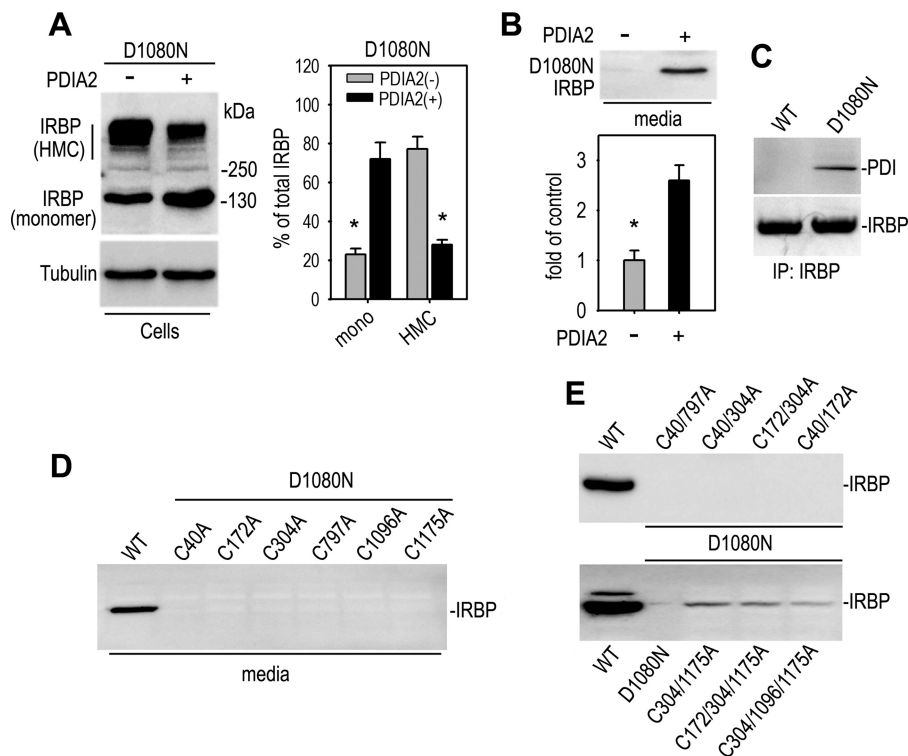 A
D1080N
PDIA2 - +
kDa
IRBP
(HMC)
-250
IRBP
(monomer)
-130
Tubulin
Cells
D1080N
PDIA2(-)
PDIA2(+)
% of total IRBP
100
80
60
40
20
0
*
*
mono HMC
B
PDIA2 - +
D1080N
IRBP
media
fold of control
3
2
1
0
*
PDIA2 - +
C
WT D1080N
-PDI
-IRBP
IP: IRBP
D
D1080N
WT C40A C172A C304A C797A C1096A C1175A
-IRBP
media
E
WT C40/797A C40/304A C172/304A C40/172A
-IRBP
D1080N
-IRBP
WT D1080N C304/1175A C172/304/1175A C304/1096/1175A